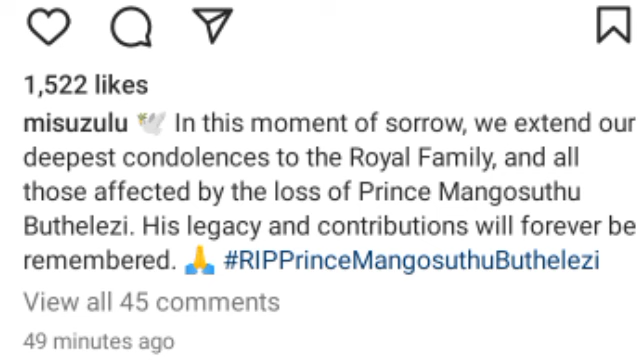 1,522 likes
misuzulu 🕊️ In this moment of sorrow, we extend our
deepest condolences to the Royal Family, and all
those affected by the loss of Prince Mangosuthu
Buthelezi. His legacy and contributions will forever be
remembered. 🙏 #RIPPrinceMangosuthuButhelezi
View all 45 comments
49 minutes ago